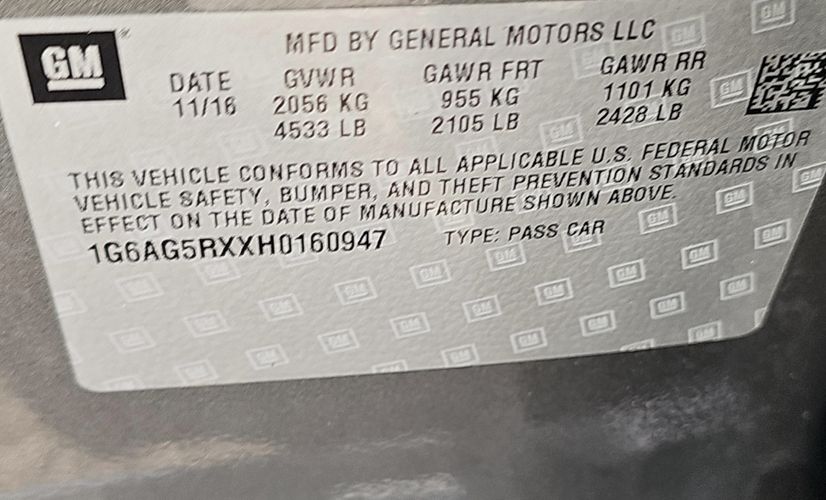 GM
MFD BY GENERAL MOTORS LLC
DATE GVWR GAWR FRT GAWR RR
11/16 2056 KG 955 KG 1101 KG
4533 LB 2105 LB 2428 LB
THIS VEHICLE CONFORMS TO ALL APPLICABLE U.S. FEDERAL MOTOR
VEHICLE SAFETY, BUMPER, AND THEFT PREVENTION STANDARDS IN
EFFECT ON THE DATE OF MANUFACTURE SHOWN ABOVE.
1G6AG5RXXH0160947 TYPE: PASS CAR